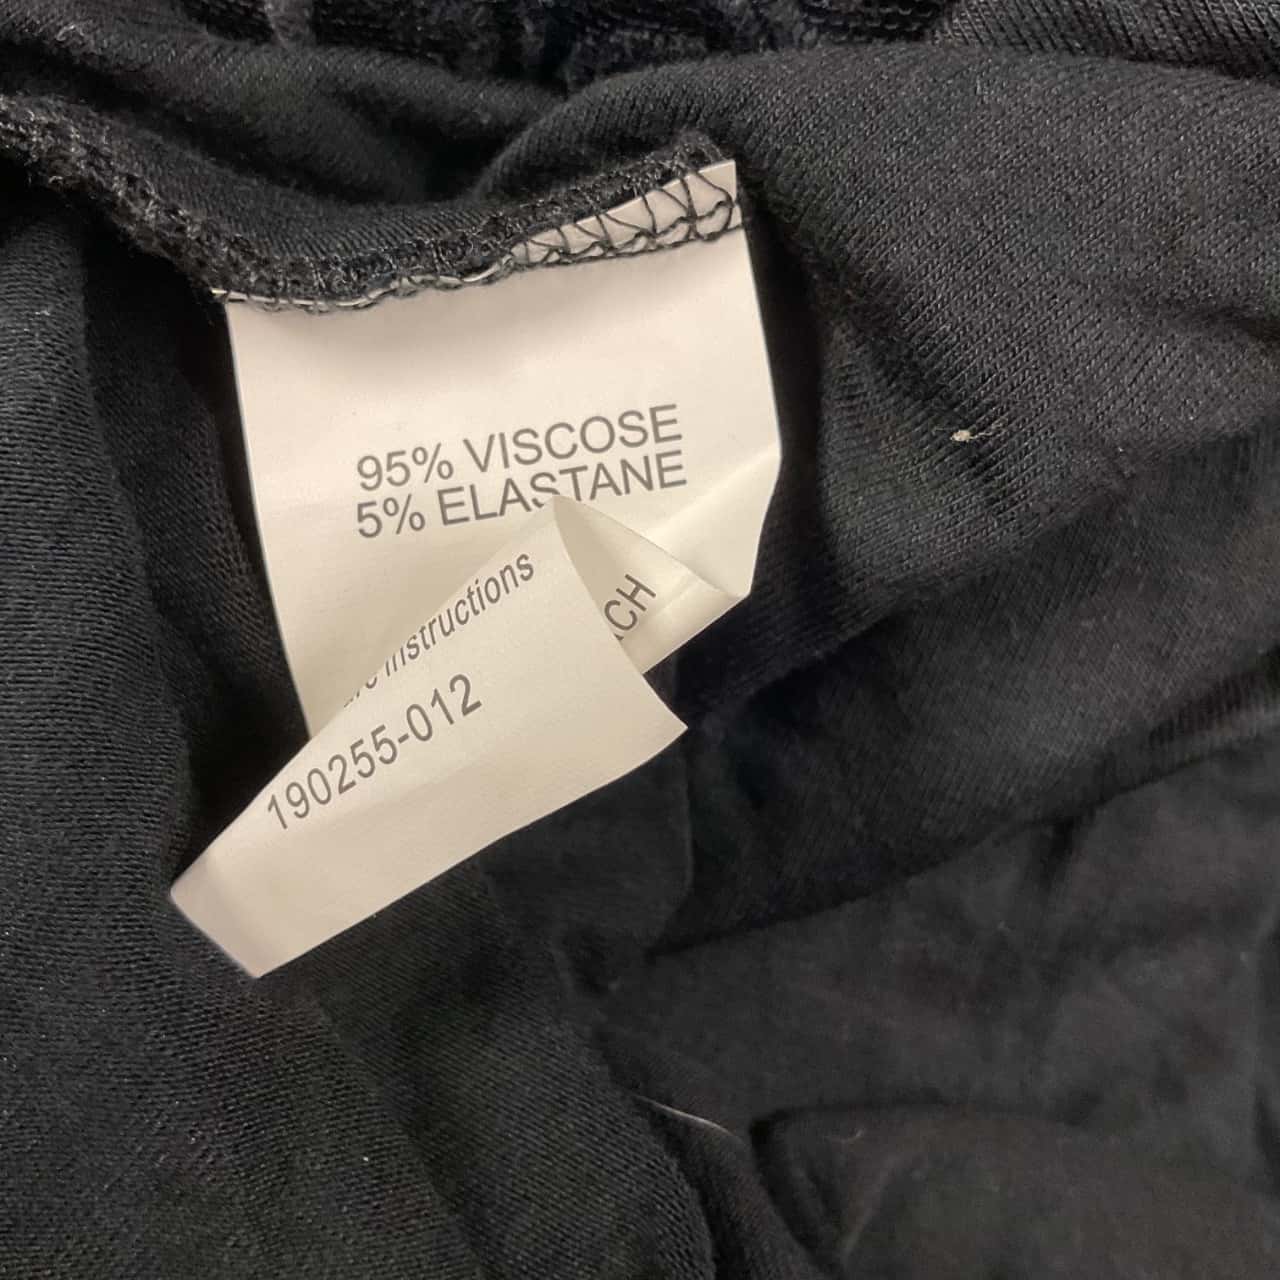 95% VISCOSE
5% ELASTANE
instructions
190255-012